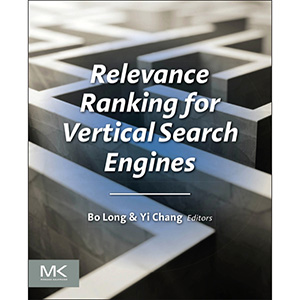 Relevance
Ranking for
Vertical Search
Engines
Bo Long & Yi Chang Editors
MK